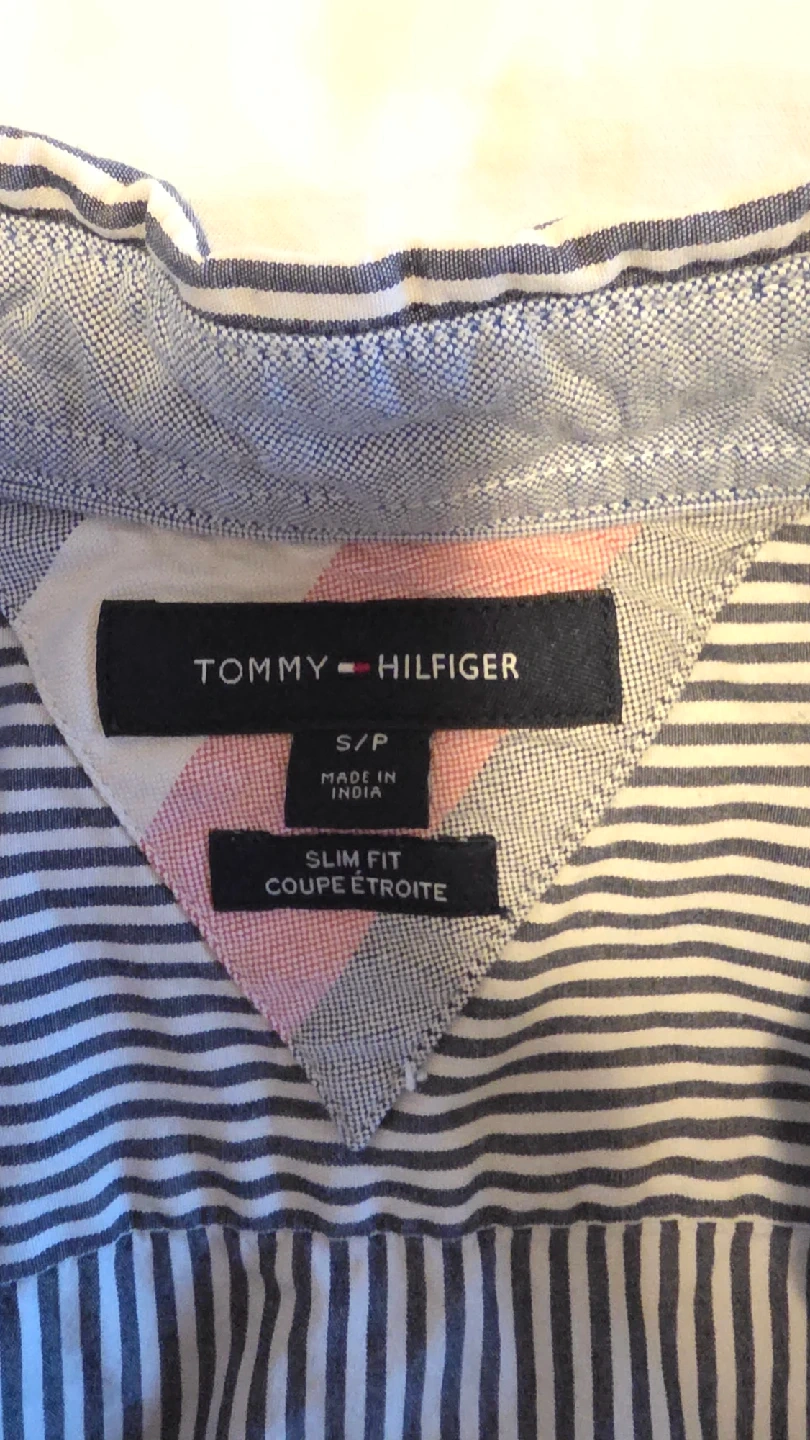 TOMMY HILFIGER
S/P
MADE IN
INDIA
SLIM FIT
COUPE ÉTROITE